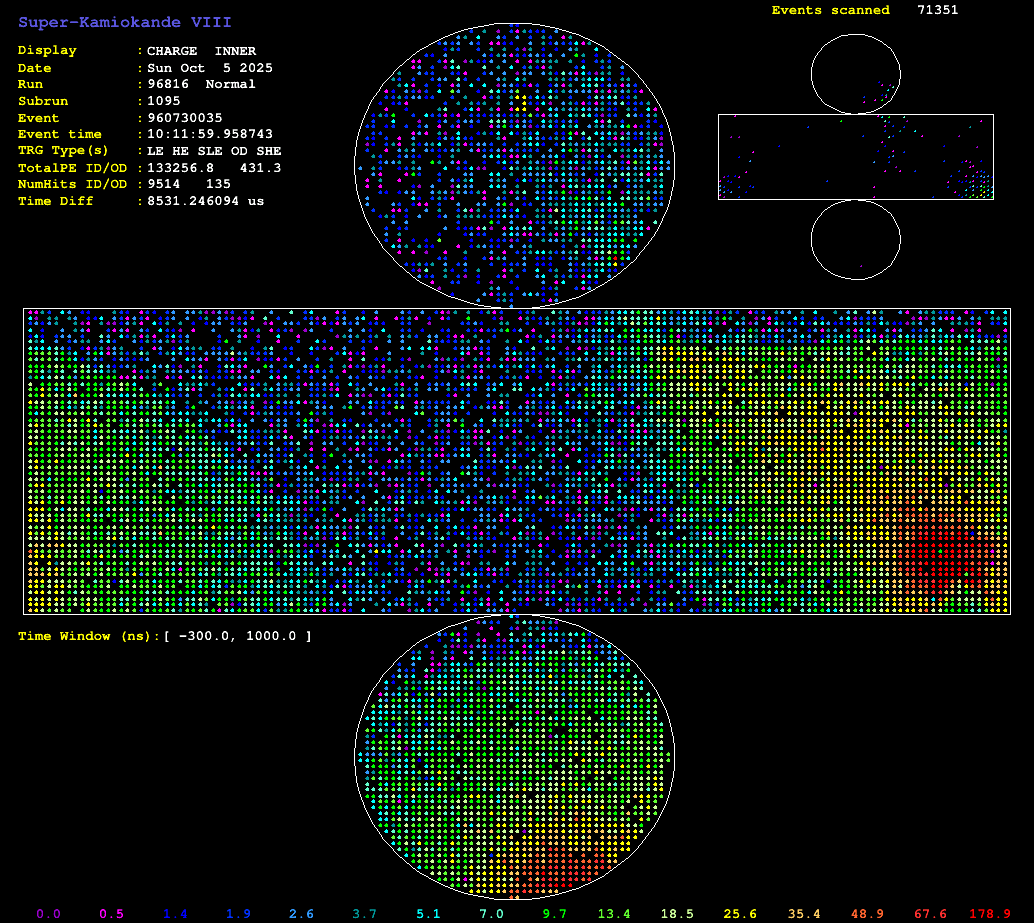 Super-Kamiokande VIII
Events scanned 71351
Display : CHARGE INNER
Date : Sun Oct 5 2025
Run : 96816 Normal
Subrun : 1095
Event : 960730035
Event time : 10:11:59.958743
TRG Type(s) : LE HE SLE OD SHE
TotalPE ID/OD : 133256.8 431.3
NumHits ID/OD : 9514 135
Time Diff : 8531.246094 us
Time Window (ns):[ -300.0, 1000.0 ]
0.0 0.5 1.4 1.9 2.6 3.7 5.1 7.0 9.7 13.4 18.5 25.6 35.4 48.9 67.6 178.9